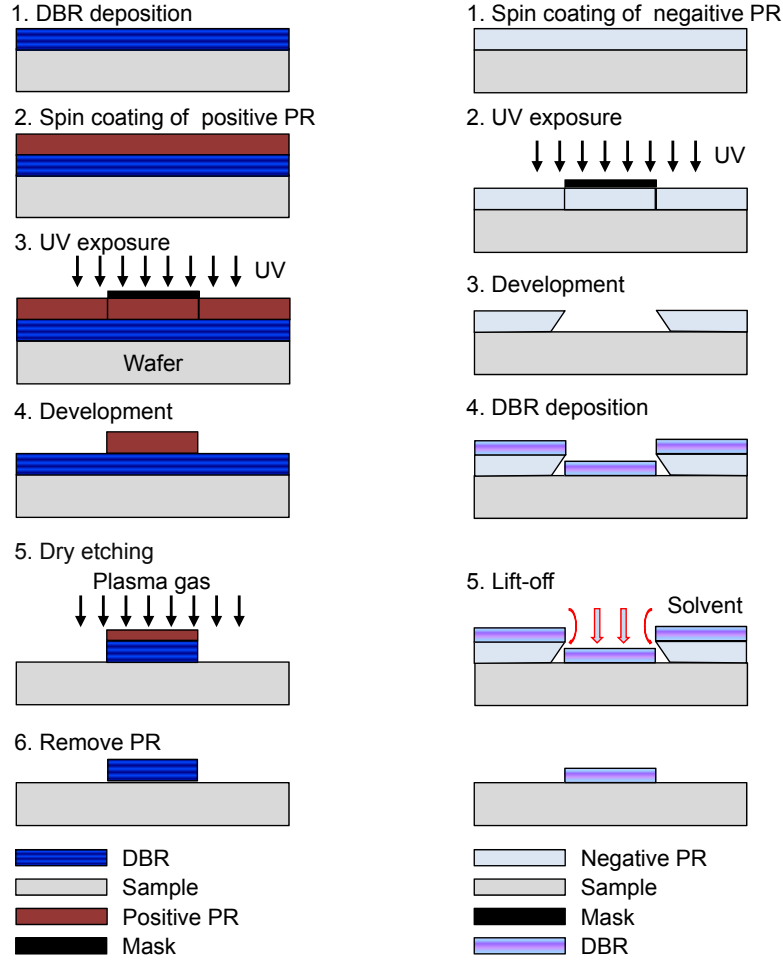 1. DBR deposition
2. Spin coating of positive PR
3. UV exposure
UV
Wafer
4. Development
5. Dry etching
Plasma gas
6. Remove PR
DBR
Sample
Positive PR
Mask
1. Spin coating of negaitive PR
2. UV exposure
UV
3. Development
4. DBR deposition
5. Lift-off
Solvent
Negative PR
Sample
Mask
DBR